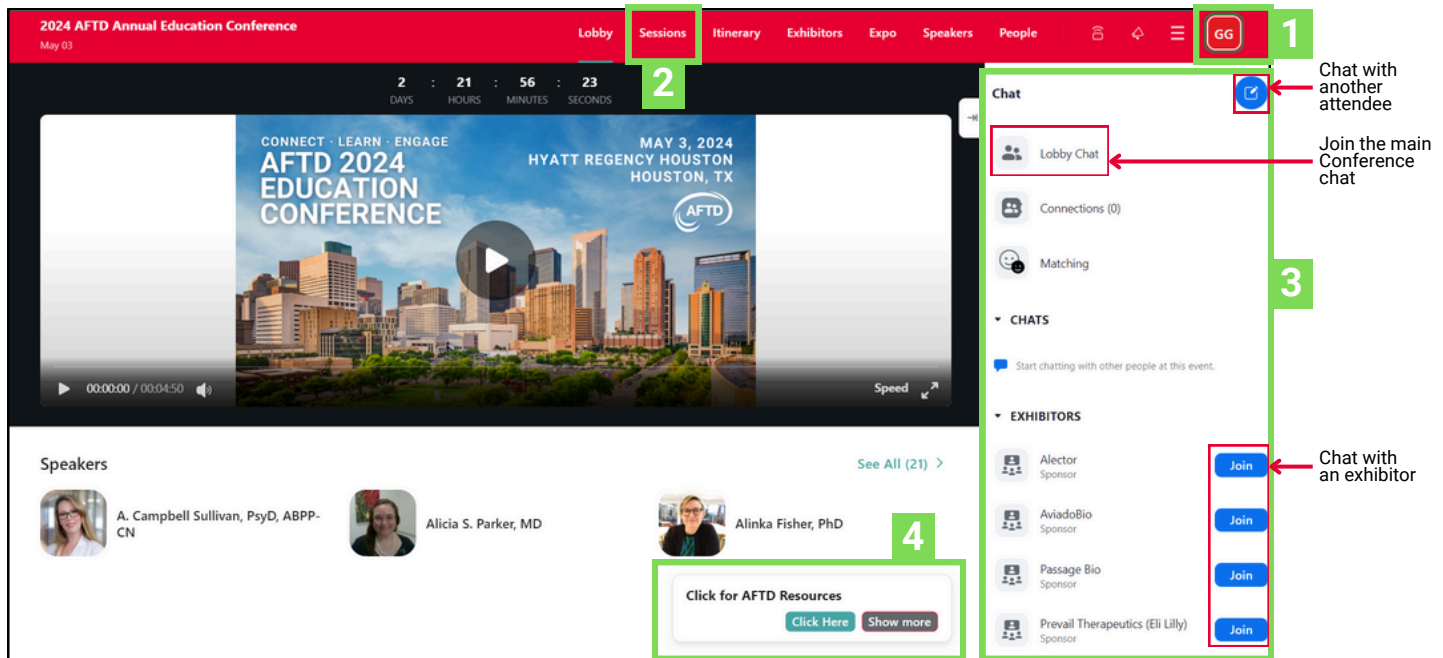 2024 AFTD Annual Education Conference
May 03
Lobby
Sessions
Itinerary
Exhibitors
Expo
Speakers
People
GG
1
2
2 : 21 : 56 : 23
DAYS HOURS MINUTES SECONDS
CONNECT · LEARN · ENGAGE
AFTD 2024
EDUCATION
CONFERENCE
MAY 3, 2024
HYATT REGENCY HOUSTON
HOUSTON, TX
AFTD
00:00:00 / 00:04:50
Speed
Speakers
See All (21) >
A. Campbell Sullivan, PsyD, ABPP-
CN
Alicia S. Parker, MD
Alinka Fisher, PhD
4
Click for AFTD Resources
Click Here
Show more
3
Chat
Chat with
another
attendee
Lobby Chat
Join the main
Conference
chat
Connections (0)
Matching
CHATS
Start chatting with other people at this event.
EXHIBITORS
Alector
Sponsor
Join
Chat with
an exhibitor
AviadoBio
Sponsor
Join
Passage Bio
Sponsor
Join
Prevail Therapeutics (Eli Lilly)
Sponsor
Join